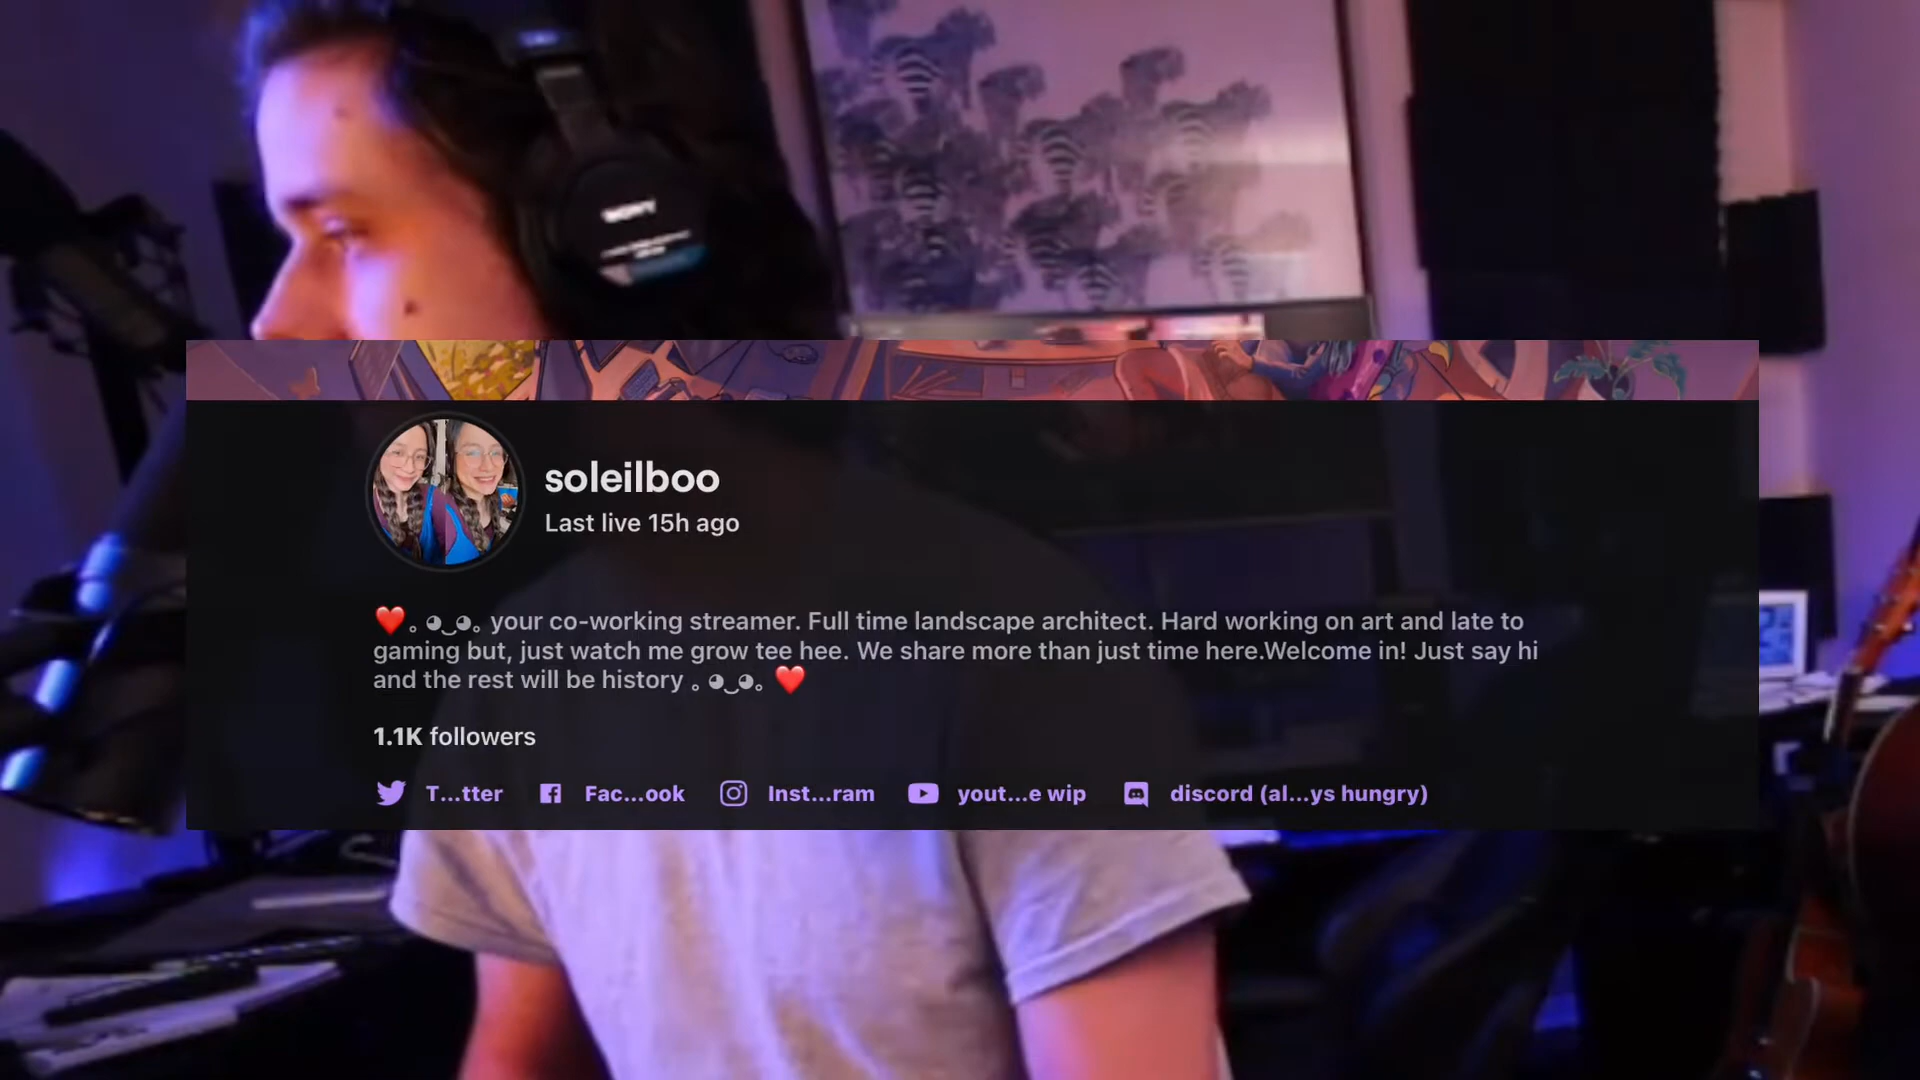 SONY
soleilboo
Last live 15h ago
❤️ 。◕‿◕。 your co-working streamer. Full time landscape architect. Hard working on art and late to
gaming but, just watch me grow tee hee. We share more than just time here.Welcome in! Just say hi
and the rest will be history 。◕‿◕。 ❤️
1.1K followers
T...tter Fac...ook Inst...ram yout...e wip discord (al...ys hungry)